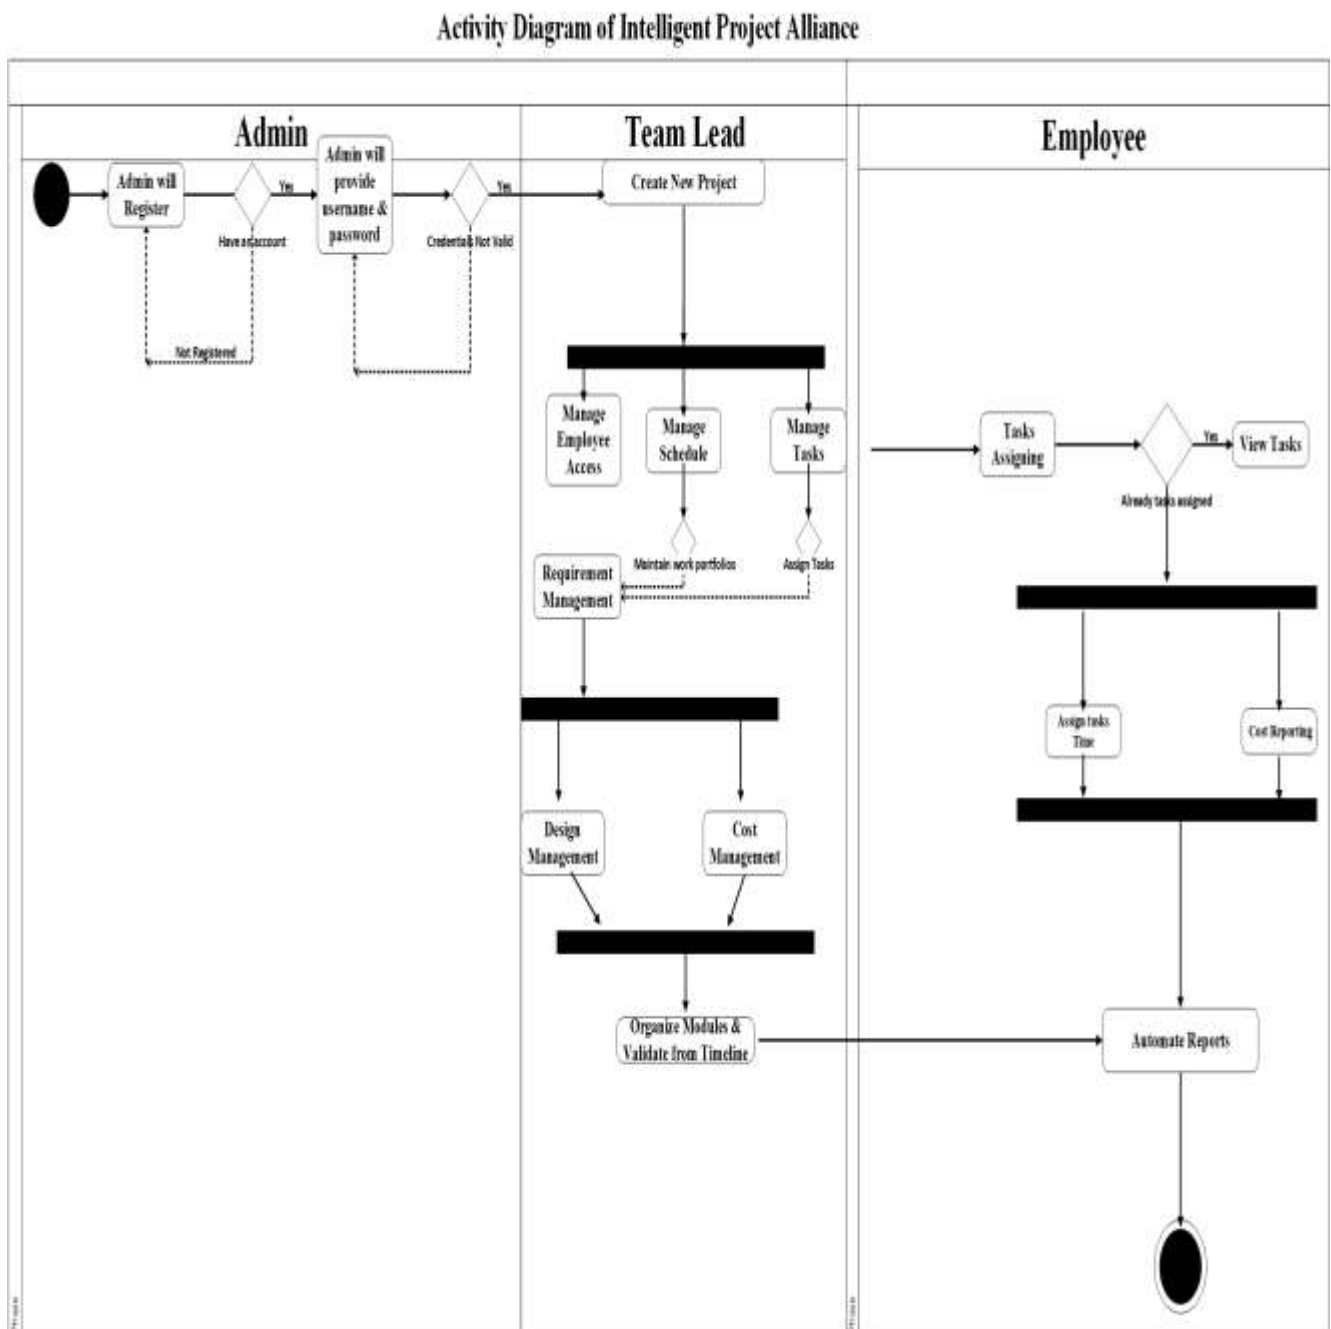 Activity Diagram of Intelligent Project Alliance
Admin
Team Lead
Employee
Admin will
Register
Yes
Have an account
Not Registered
Admin will
provide
username &
password
Yes
Credentials Not Valid
Create New Project
Manage
Employee
Access
Manage
Schedule
Manage
Tasks
Maintain work portfolios
Assign Tasks
Requirement
Management
Design
Management
Cost
Management
Organize Modules &
Validate from Timeline
Tasks
Assigning
Yes
View Tasks
Already tasks assigned
Assign tasks
Time
Cost Reporting
Automate Reports